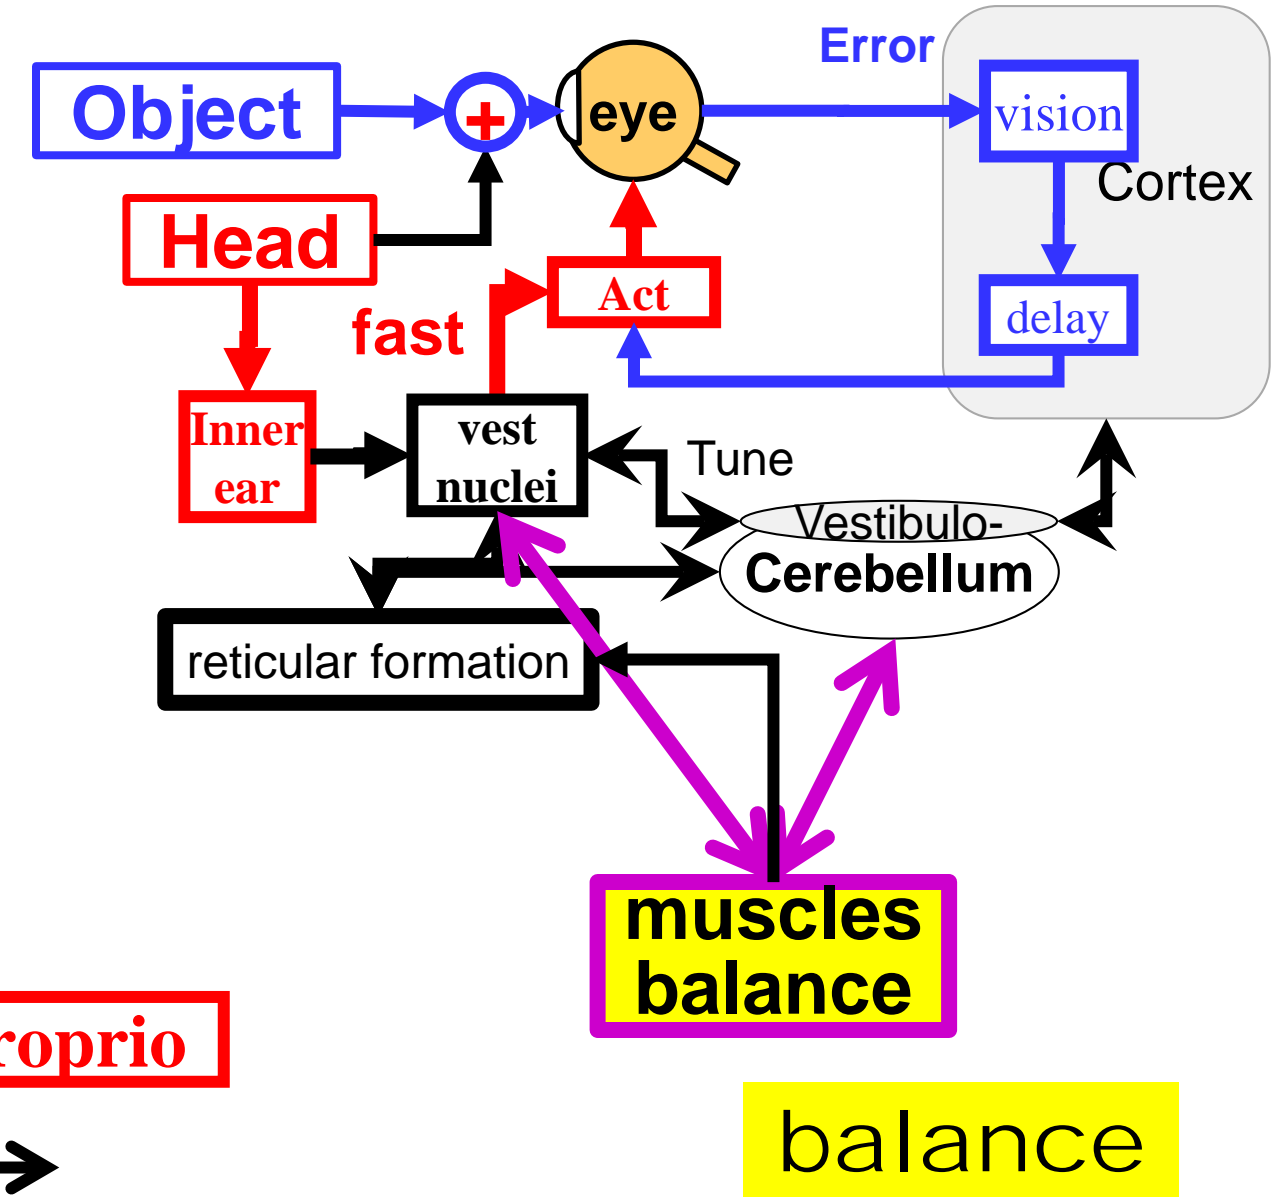 Error
Object
+
eye
vision
Cortex
Head
Act
delay
fast
Inner
ear
vest
nuclei
Tune
Vestibulo-
Cerebellum
reticular formation
muscles
balance
roprio
balance